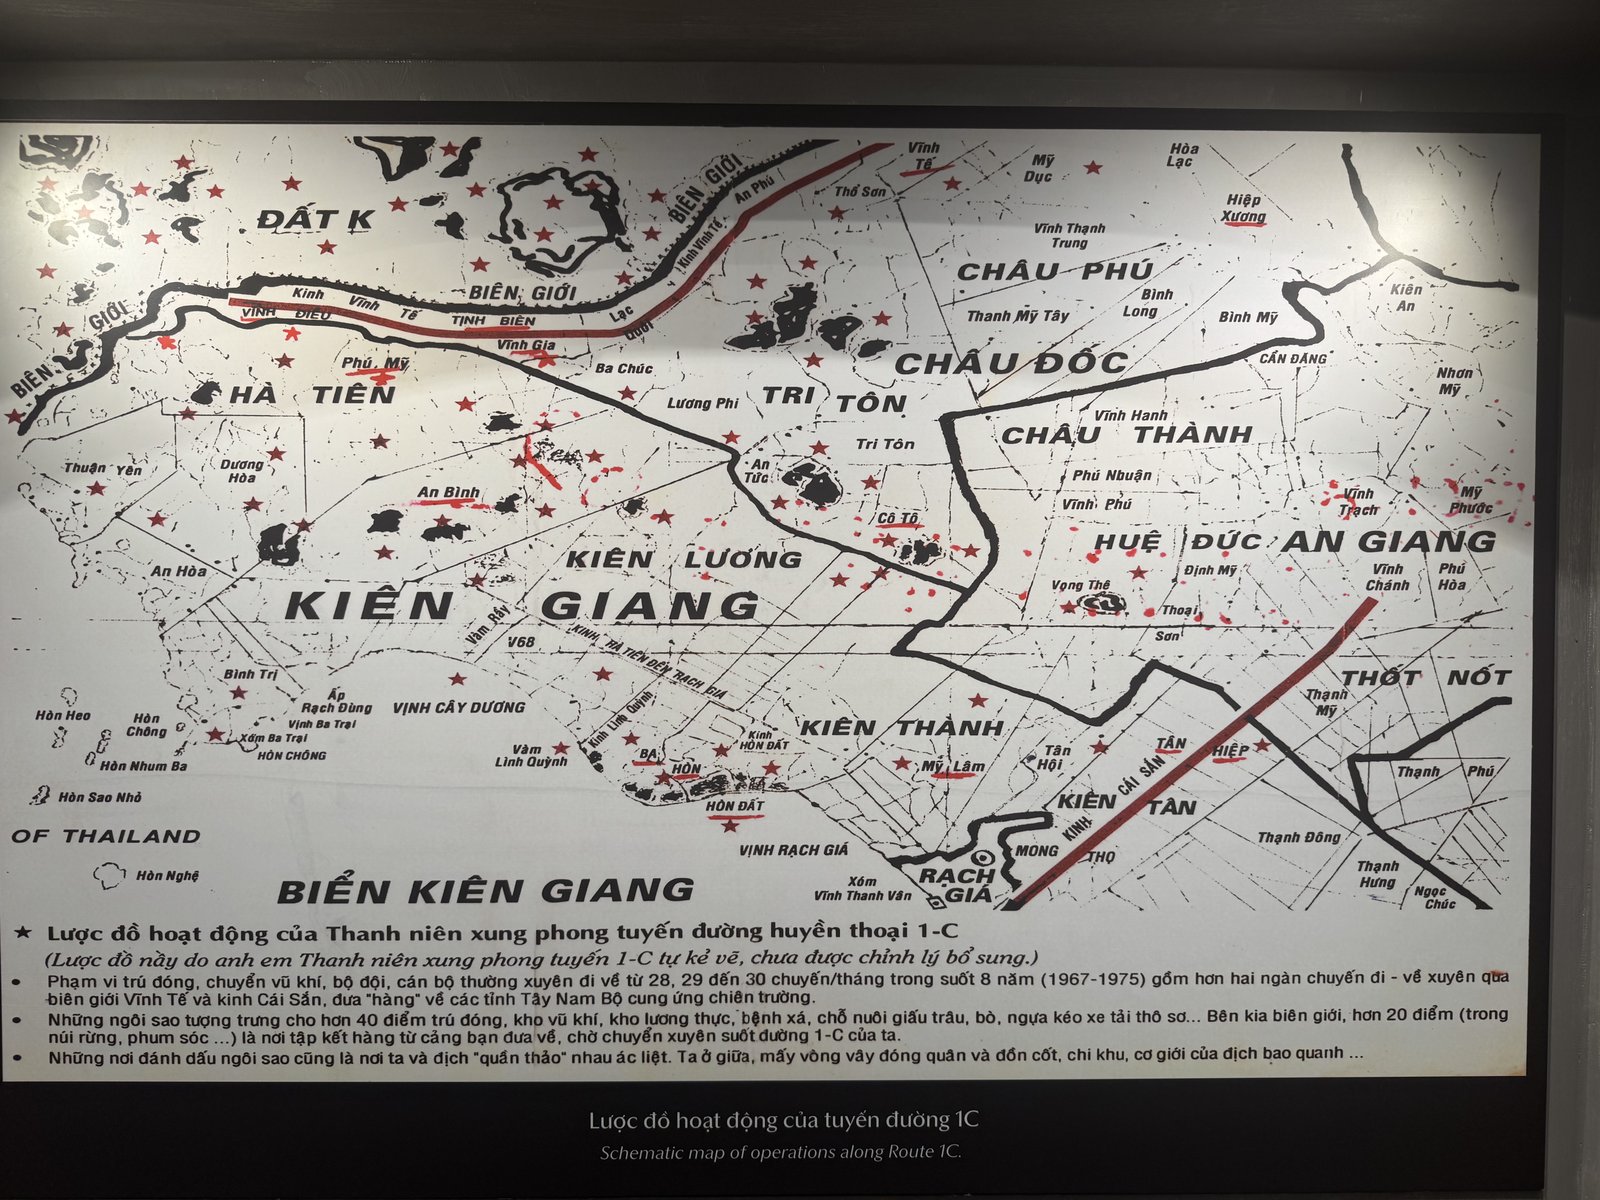 Vĩnh
Tế
Mỹ
Dục
Hòa
Lạc
BIÊN GIỚI
An Phú
Thổ Sơn
Hiệp
Xương
ĐẤT K
Kinh Vĩnh Tế
Vĩnh Thạnh
Trung
CHÂU PHÚ
BIÊN GIỚI
Kinh Vĩnh Tế
Bình
Long
Kiên
An
BIÊN GIỚI
VĨNH ĐIỀU
TỊNH BIÊN
Lạc
Quới
Thanh Mỹ Tây
Bình Mỹ
Vĩnh Gia
CẦN ĐĂNG
Phú Mỹ
Ba Chúc
CHÂU ĐỐC
Nhơn
Mỹ
HÀ TIÊN
Lương Phi
TRI TÔN
Vĩnh Hanh
CHÂU THÀNH
Tri Tôn
Thuận Yên
Dương
Hòa
An
Tức
Phú Nhuận
An Bình
Vĩnh Phú
Vĩnh
Trạch
Mỹ
Phước
Cô Tô
HUỆ ĐỨC
AN GIANG
KIÊN LƯƠNG
An Hòa
Định Mỹ
Vĩnh
Chánh
Phú
Hòa
Vọng Thê
KIÊN GIANG
Thoại
Sơn
Vàm Rầy
V68
KINH HÀ TIÊN ĐẾN RẠCH GIÁ
Bình Trị
THỐT NỐT
Thạnh
Mỹ
Ấp
Rạch Đùng
VỊNH CÂY DƯƠNG
Kinh Linh Quỳnh
Hòn Heo
Hòn
Chông
Vịnh Ba Trại
Xóm Ba Trại
HÒN CHÔNG
KIÊN THÀNH
Kinh
HÒN ĐẤT
Vàm
Lình Quỳnh
BA
HÒN
Tân
Hội
TÂN HIỆP
Hòn Nhum Ba
Mỹ Lâm
Thạnh Phú
Hòn Sao Nhỏ
HÒN ĐẤT
KINH CÁI SẮN
KIÊN TÂN
OF THAILAND
VỊNH RẠCH GIÁ
MONG THỌ
Thạnh Đông
Hòn Nghệ
Thạnh
Hưng
RẠCH
GIÁ
Xóm
Vĩnh Thanh Vân
Ngọc
Chúc
BIỂN KIÊN GIANG
★ Lược đồ hoạt động của Thanh niên xung phong tuyến đường huyền thoại 1-C
(Lược đồ nầy do anh em Thanh niên xung phong tuyến 1-C tự kẻ vẽ, chưa được chỉnh lý bổ sung.)
• Phạm vi trú đóng, chuyển vũ khí, bộ đội, cán bộ thường xuyên đi về từ 28, 29 đến 30 chuyến/tháng trong suốt 8 năm (1967-1975) gồm hơn hai ngàn chuyến đi - về xuyên qua
biên giới Vĩnh Tế và kinh Cái Sắn, đưa "hàng" về các tỉnh Tây Nam Bộ cung ứng chiến trường.
• Những ngôi sao tượng trưng cho hơn 40 điểm trú đóng, kho vũ khí, kho lương thực, bệnh xá, chỗ nuôi giấu trâu, bò, ngựa kéo xe tải thô sơ... Bên kia biên giới, hơn 20 điểm (trong
núi rừng, phum sóc ...) là nơi tập kết hàng từ cảng bạn đưa về, chờ chuyển xuyên suốt đường 1-C của ta.
• Những nơi đánh dấu ngôi sao cũng là nơi ta và địch "quần thảo" nhau ác liệt. Ta ở giữa, mấy vòng vây đóng quân và đồn cốt, chi khu, cơ giới của địch bao quanh ...
Lược đồ hoạt động của tuyến đường 1C
Schematic map of operations along Route 1C.